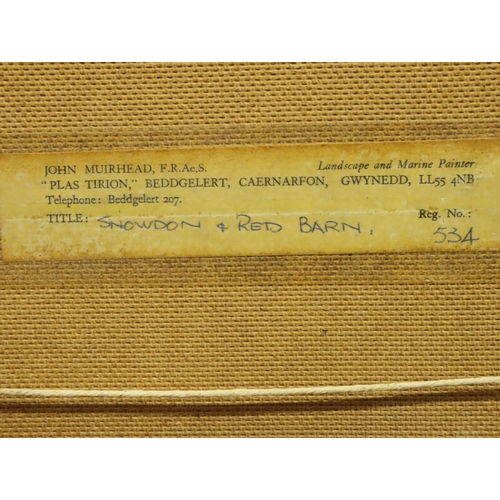 JOHN MUIRHEAD, F.R.Ae,S. Landscape and Marine Painter
"PLAS TIRION," BEDDGELERT, CAERNARFON, GWYNEDD, LL55 4NB
Telephone: Beddgelert 207.
TITLE: SNOWDON & RED BARN. Reg. No.:
534